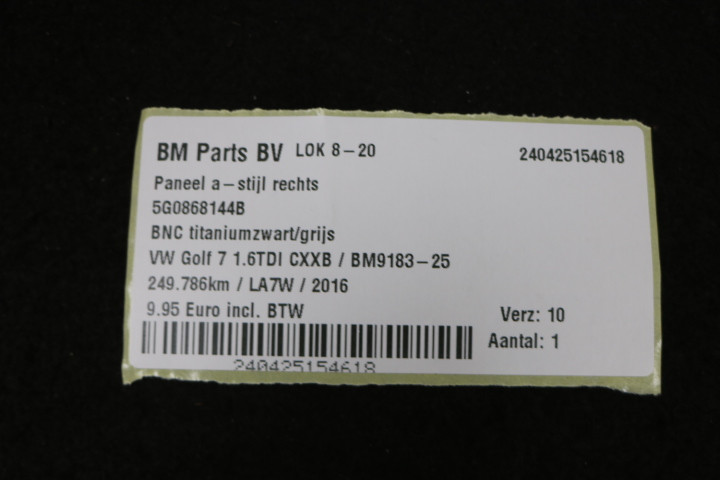 BM Parts BV LOK 8-20 240425154618
Paneel a-stijl rechts
5G0868144B
BNC titaniumzwart/grijs
VW Golf 7 1.6TDI CXXB / BM9183-25
249.786km / LA7W / 2016
9.95 Euro incl. BTW Verz: 10
Aantal: 1
240425154618